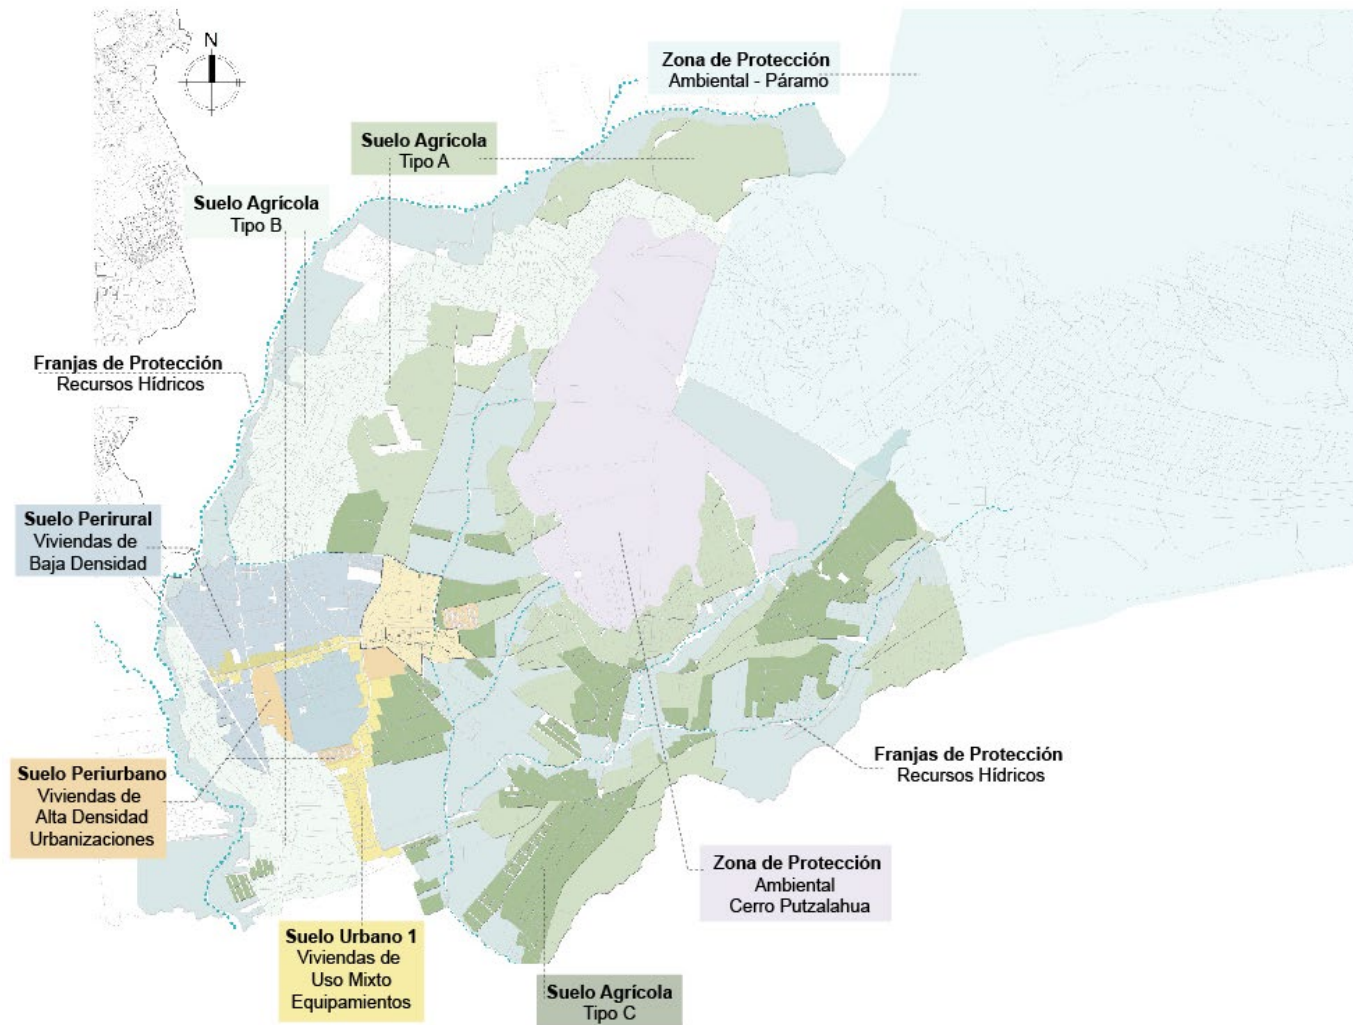 N
Zona de Protección
Ambiental - Páramo
Suelo Agrícola
Tipo A
Suelo Agrícola
Tipo B
Franjas de Protección
Recursos Hídricos
Suelo Perirural
Viviendas de
Baja Densidad
Suelo Periurbano
Viviendas de
Alta Densidad
Urbanizaciones
Franjas de Protección
Recursos Hídricos
Zona de Protección
Ambiental
Cerro Putzalahua
Suelo Urbano 1
Viviendas de
Uso Mixto
Equipamientos
Suelo Agrícola
Tipo C